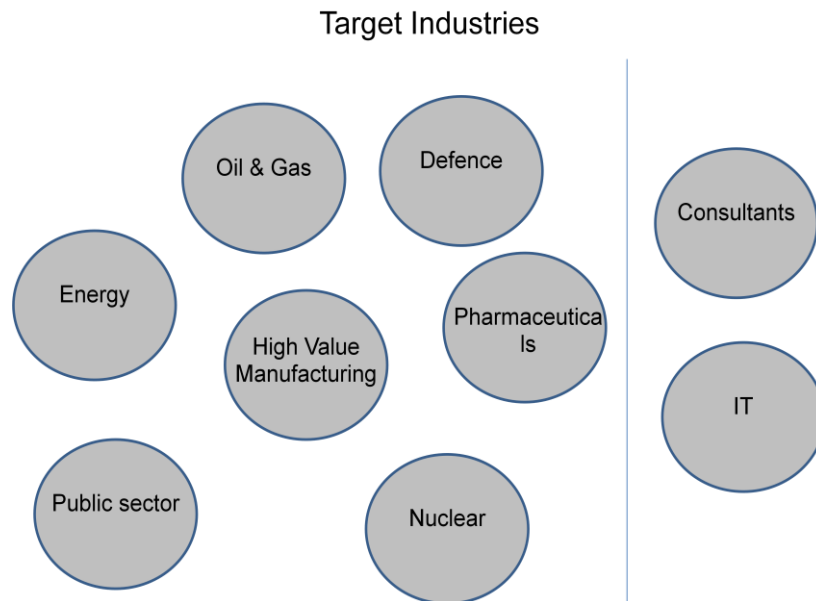 Target Industries
Oil & Gas
Defence
Consultants
Energy
Pharmaceutica
ls
High Value
Manufacturing
IT
Public sector
Nuclear